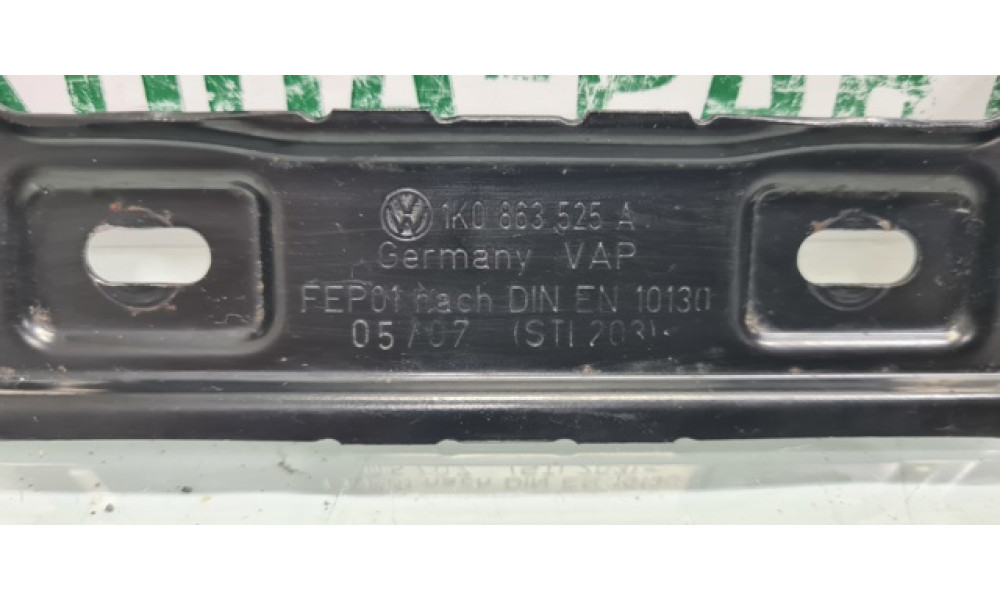 1K0 863 525 A
Germany VAP
FEP01 nach DIN EN 10130
05/07 (STI 203)